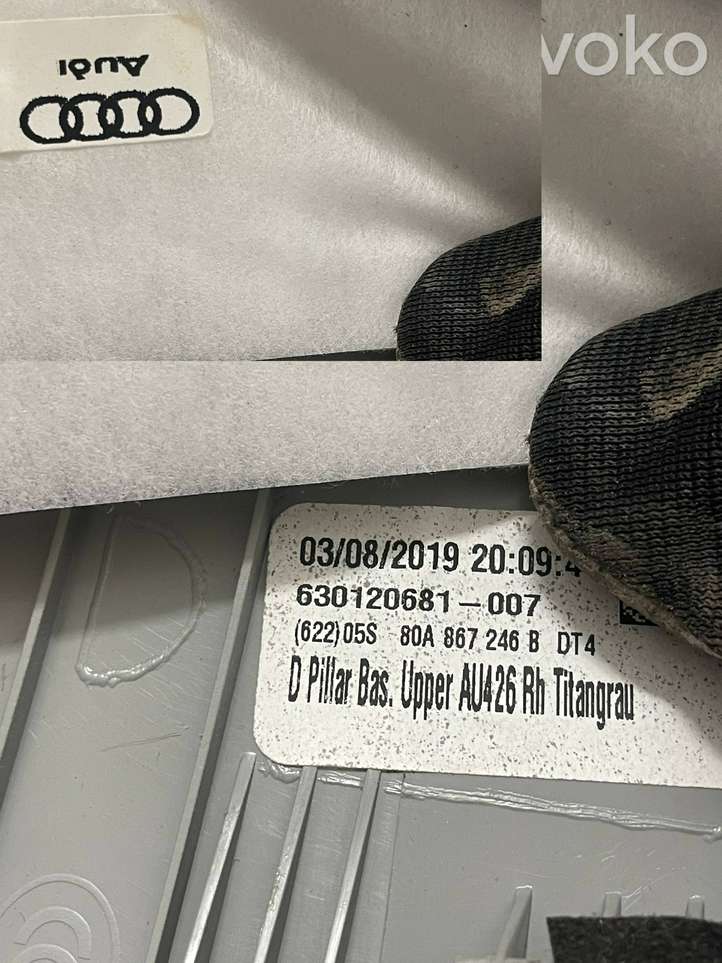 Audi
voko
03/08/2019 20:09:4
630120681-007
(622)05S 80A 867 246 B DT4
D Pillar Bas. Upper AU426 Rh Titangrau